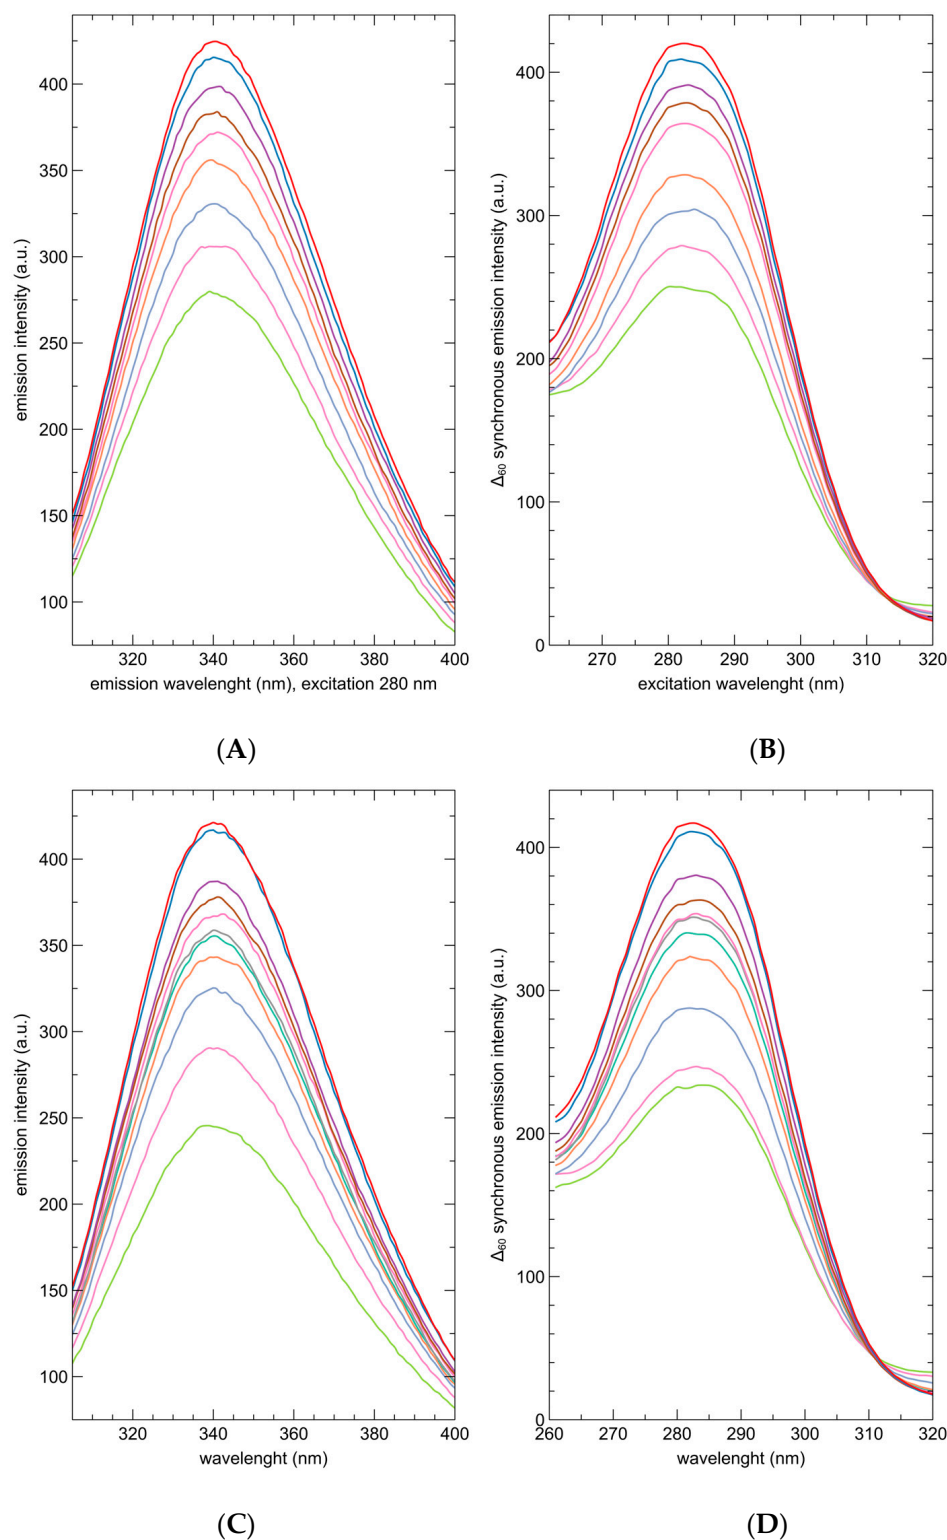 emission intensity (a.u.)
400
350
300
250
200
150
100
320 340 360 380 400
emission wavelenght (nm), excitation 280 nm
(A)
Δ60 synchronous emission intensity (a.u.)
400
300
200
100
0
270 280 290 300 310 320
excitation wavelenght (nm)
(B)
emission intensity (a.u.)
400
350
300
250
200
150
100
320 340 360 380 400
wavelenght (nm)
(C)
Δ60 synchronous emission intensity (a.u.)
400
300
200
100
0
260 270 280 290 300 310 320
wavelenght (nm)
(D)